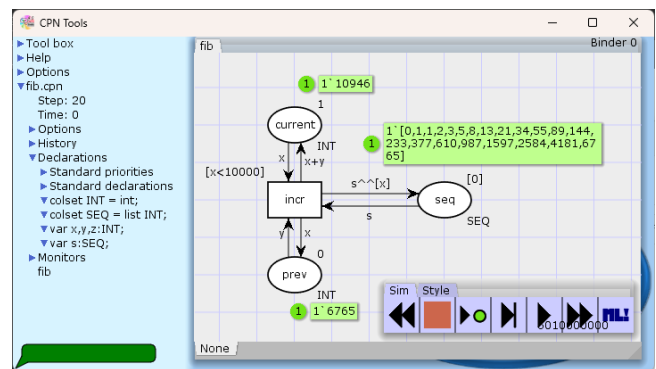 CPN Tools
Tool box
Help
Options
fib.cpn
Step: 20
Time: 0
Options
History
Declarations
Standard priorities
Standard declarations
colset INT = int;
colset SEQ = list INT;
var x,y,z:INT;
var s:SEQ;
Monitors
fib
fib
Binder 0
1 1`10946
1
current
INT
1 1`[0,1,1,2,3,5,8,13,21,34,55,89,144,
233,377,610,987,1597,2584,4181,67
65]
x
x+y
[x<10000]
incr
s^^[x]
s
[0]
seq
SEQ
y
x
0
prev
INT
1 1`6765
Sim
Style
ML!
None